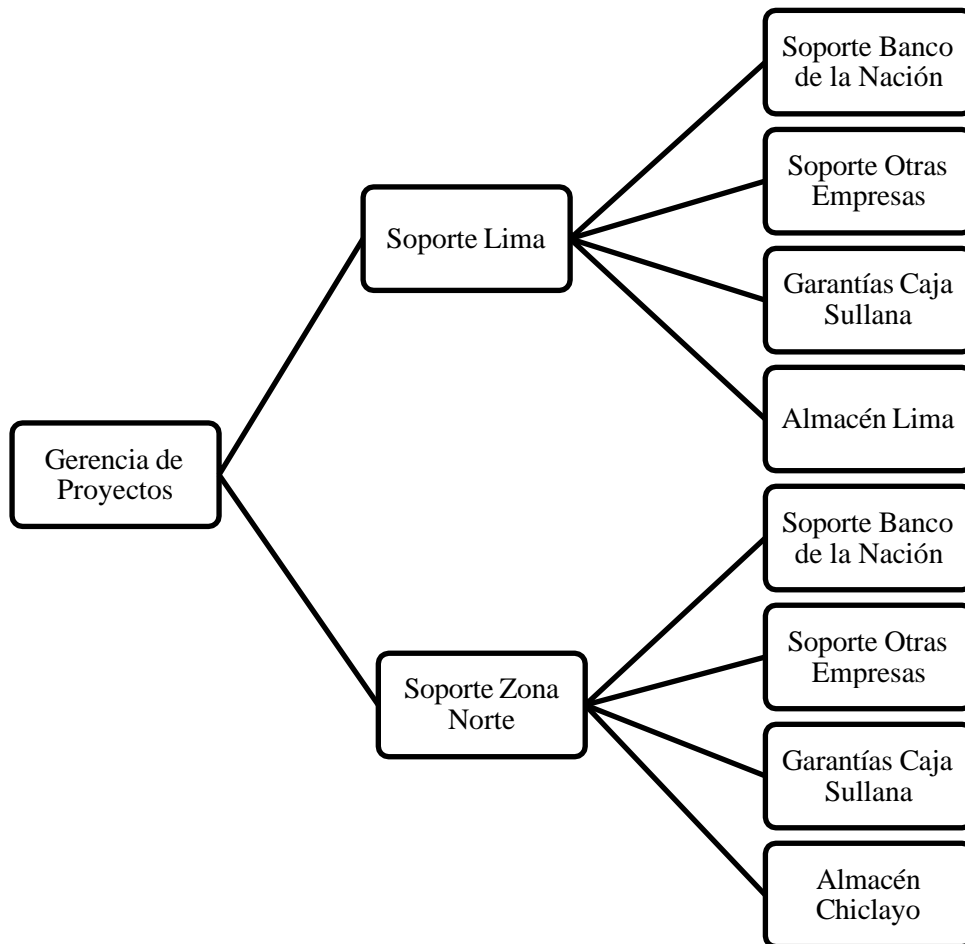 Gerencia de
Proyectos
Soporte Lima
Soporte Banco
de la Nación
Soporte Otras
Empresas
Garantías Caja
Sullana
Almacén Lima
Soporte Zona
Norte
Soporte Banco
de la Nación
Soporte Otras
Empresas
Garantías Caja
Sullana
Almacén
Chiclayo